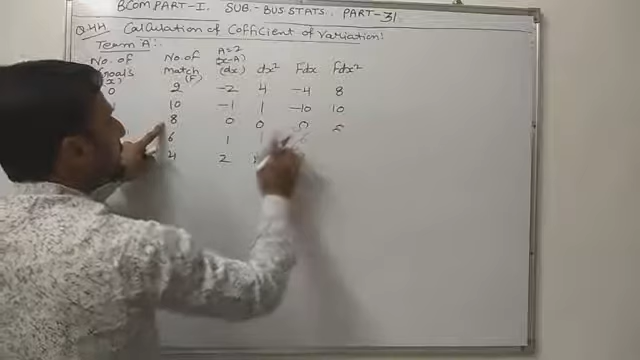 BCOM PART-I. SUB.- BUS. STATS. PART-31.
Q.44 Calculation of Cofficient of Variation:
Term A:-
No. of goals (x) No. of Match (F) A=2 (x-A) (dx) dx² Fdx Fdx²
0 2 -2 4 -4 8
10 -1 1 -10 10
8 0 0 0
6 1
4 2